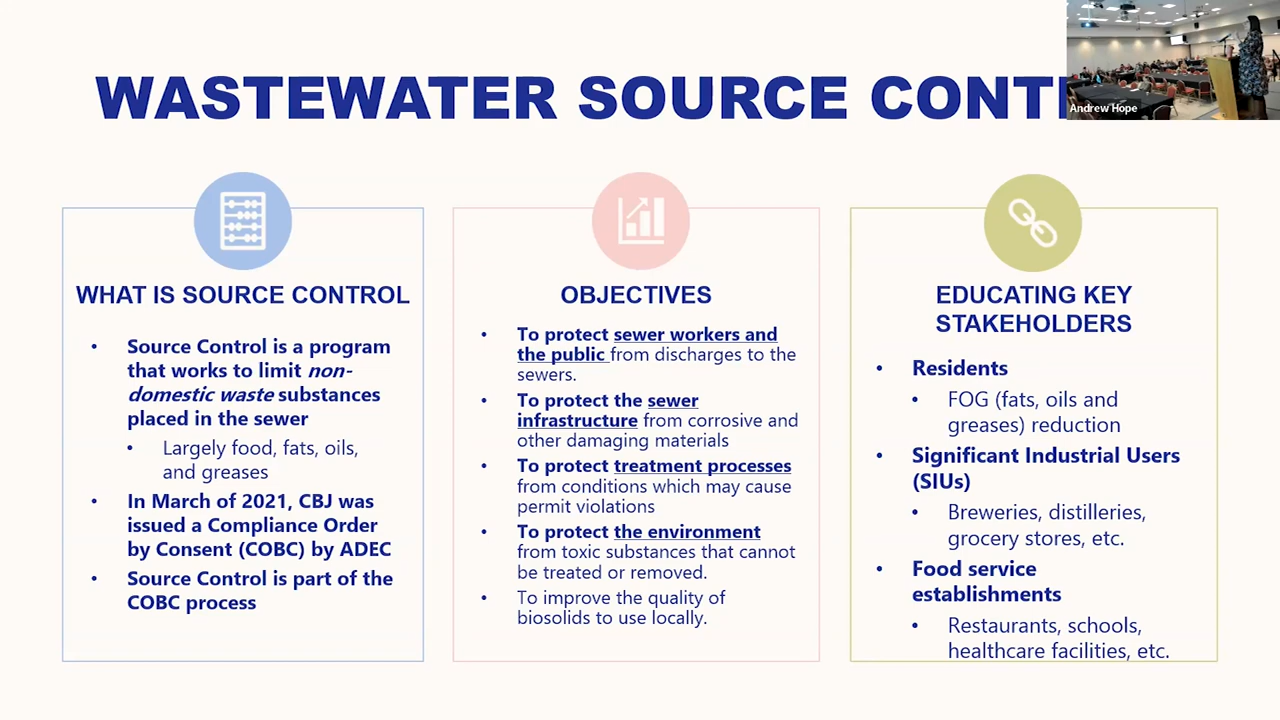 WASTEWATER SOURCE CONT
Andrew Hope
WHAT IS SOURCE CONTROL
• Source Control is a program
that works to limit non-
domestic waste substances
placed in the sewer
• Largely food, fats, oils,
and greases
• In March of 2021, CBJ was
issued a Compliance Order
by Consent (COBC) by ADEC
• Source Control is part of the
COBC process
OBJECTIVES
• To protect sewer workers and
the public from discharges to the
sewers.
• To protect the sewer
infrastructure from corrosive and
other damaging materials
• To protect treatment processes
from conditions which may cause
permit violations
• To protect the environment
from toxic substances that cannot
be treated or removed.
• To improve the quality of
biosolids to use locally.
EDUCATING KEY
STAKEHOLDERS
• Residents
• FOG (fats, oils and
greases) reduction
• Significant Industrial Users
(SIUs)
• Breweries, distilleries,
grocery stores, etc.
• Food service
establishments
• Restaurants, schools,
healthcare facilities, etc.